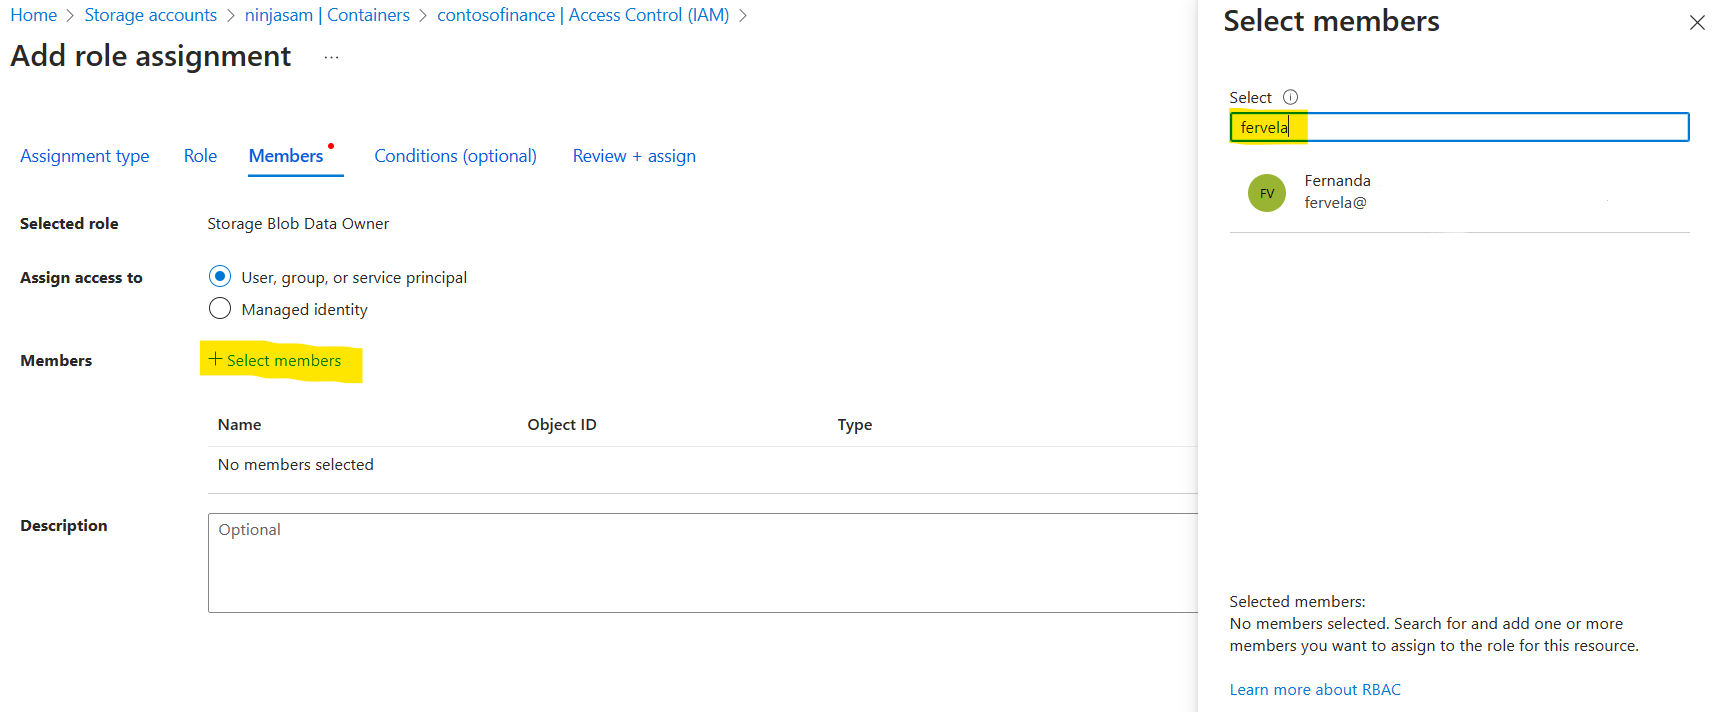 Home > Storage accounts > ninjasam | Containers > contosofinance | Access Control (IAM) >
Add role assignment ...
Assignment type Role Members Conditions (optional) Review + assign
Selected role Storage Blob Data Owner
Assign access to User, group, or service principal
Managed identity
Members + Select members
Name Object ID Type
No members selected
Description Optional
Select members
Select
fervela
FV Fernanda
fervela@
Selected members:
No members selected. Search for and add one or more
members you want to assign to the role for this resource.
Learn more about RBAC